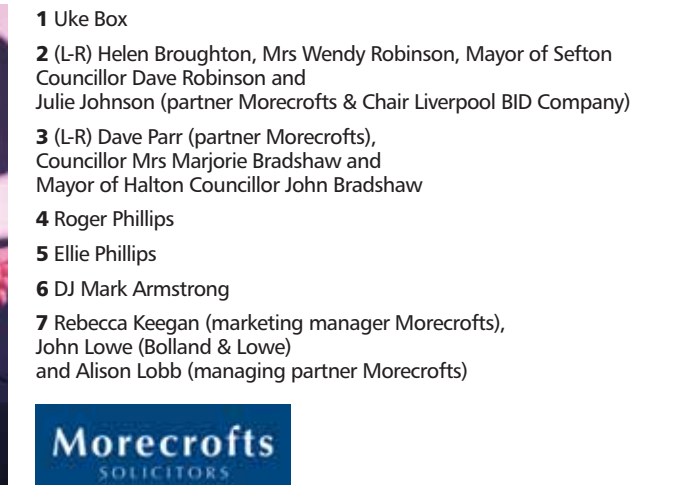 1 Uke Box
2 (L-R) Helen Broughton, Mrs Wendy Robinson, Mayor of Sefton
Councillor Dave Robinson and
Julie Johnson (partner Morecrofts & Chair Liverpool BID Company)
3 (L-R) Dave Parr (partner Morecrofts),
Councillor Mrs Marjorie Bradshaw and
Mayor of Halton Councillor John Bradshaw
4 Roger Phillips
5 Ellie Phillips
6 DJ Mark Armstrong
7 Rebecca Keegan (marketing manager Morecrofts),
John Lowe (Bolland & Lowe)
and Alison Lobb (managing partner Morecrofts)
Morecrofts
SOLICITORS